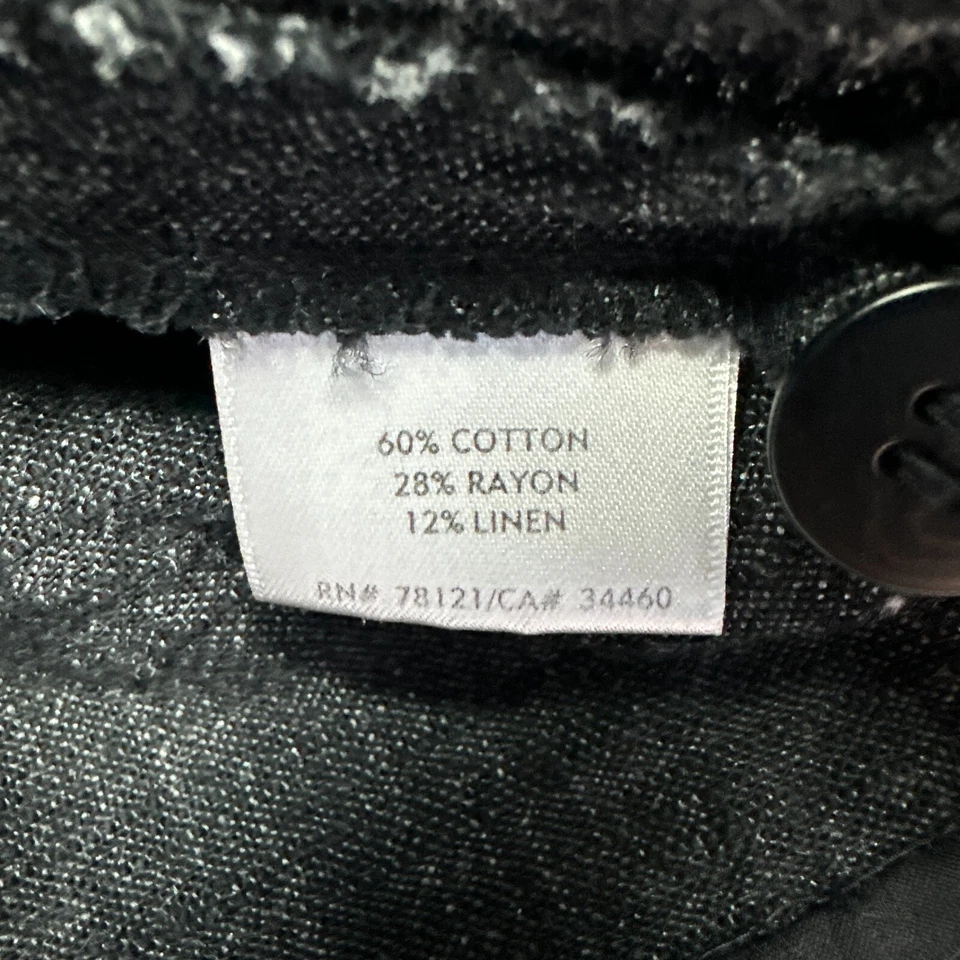 60% COTTON
28% RAYON
12% LINEN
RN# 78121/CA# 34460